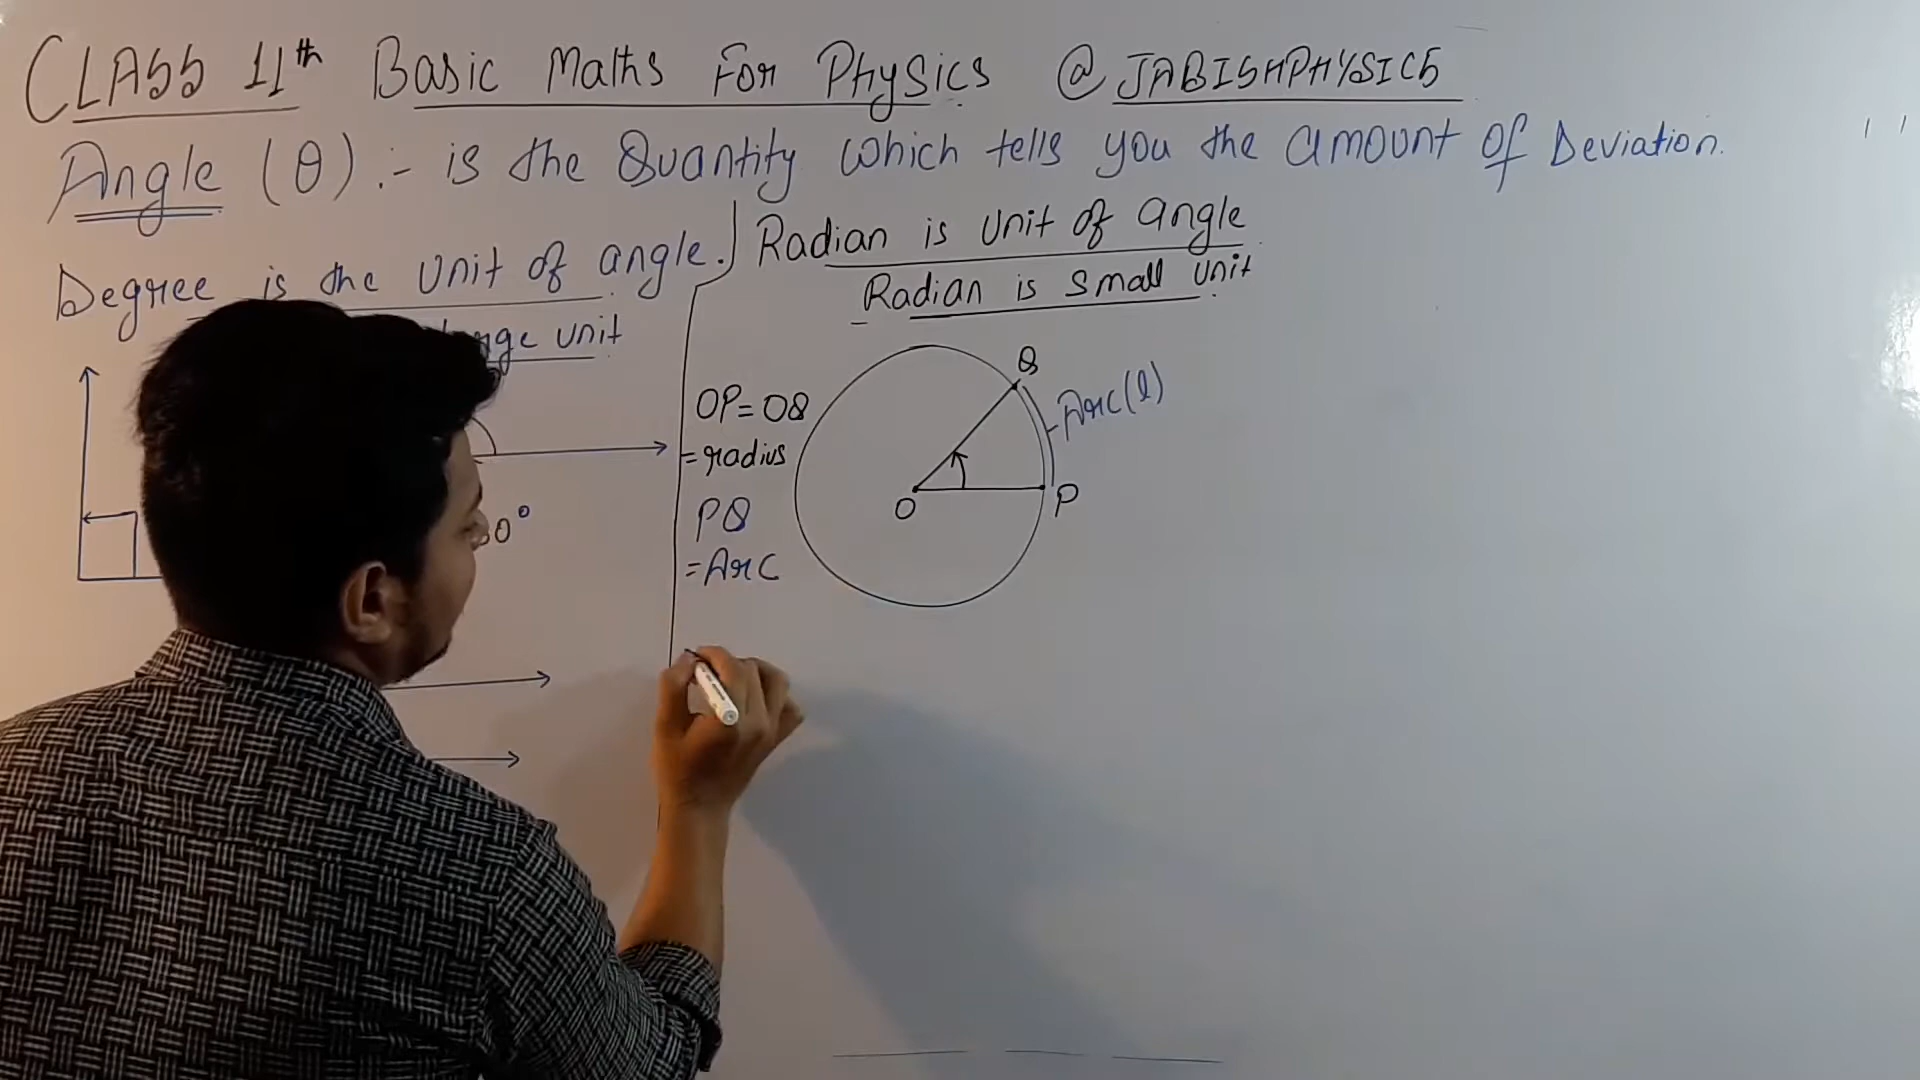 CLASS 11th Basic Maths For Physics @JABISHPHYSICS
Angle (θ) :- is the Quantity which tells you the amount of Deviation.
Degree is the unit of angle.
unit
Radian is unit of angle
Radian is small unit
OP = OQ
= radius
PQ
= Arc
Q
Arc(l)
O
P
0°